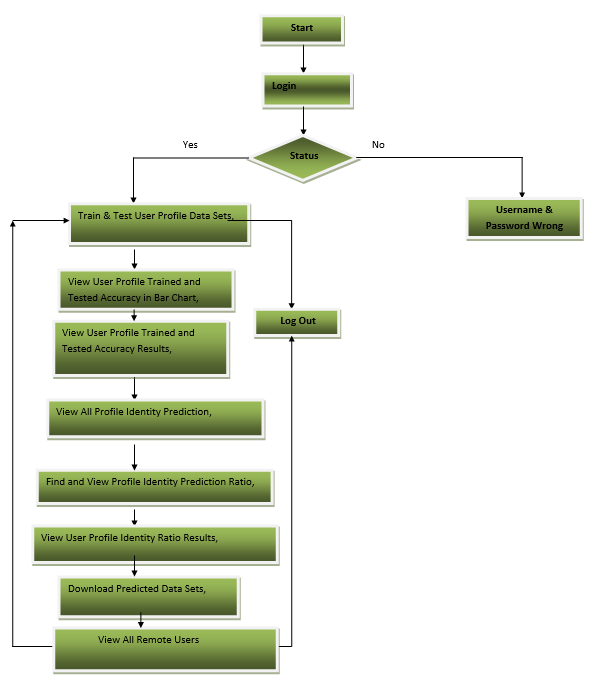 Start
Login
Status
Yes
No
Username &
Password Wrong
Train & Test User Profile Data Sets,
View User Profile Trained and
Tested Accuracy in Bar Chart,
Log Out
View User Profile Trained and
Tested Accuracy Results,
View All Profile Identity Prediction,
Find and View Profile Identity Prediction Ratio,
View User Profile Identity Ratio Results,
Download Predicted Data Sets,
View All Remote Users